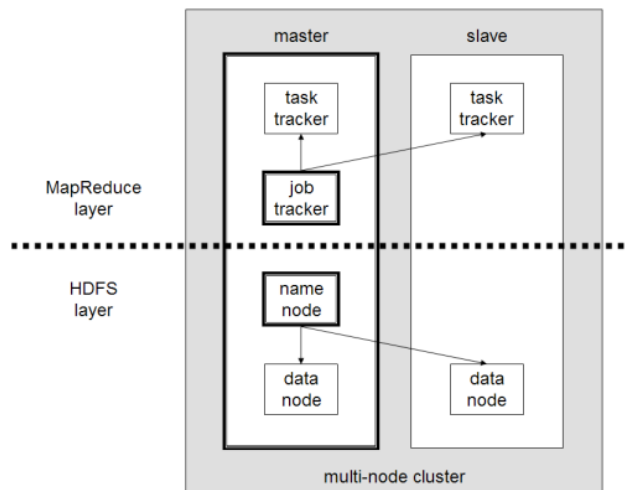 master
slave
task
tracker
task
tracker
MapReduce
layer
job
tracker
HDFS
layer
name
node
data
node
data
node
multi-node cluster